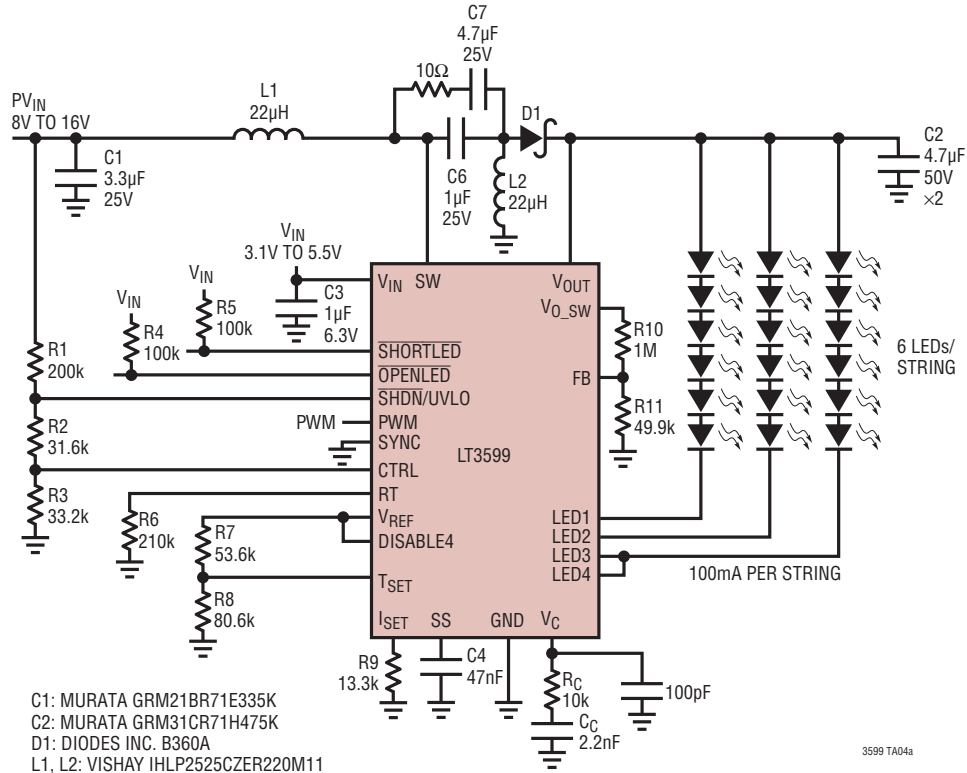 C7
4.7µF
25V
10Ω
L1
22µH
PVIN
8V TO 16V
D1
C1
3.3µF
25V
C6
1µF
25V
L2
22µH
C2
4.7µF
50V
×2
VIN
3.1V TO 5.5V
VIN
VIN
R5
100k
R4
100k
C3
1µF
6.3V
VIN
SW
VOUT
VO_SW
R10
1M
FB
R11
49.9k
6 LEDs/
STRING
R1
200k
SHORTLED
OPENLED
SHDN/UVLO
PWM
PWM
SYNC
LT3599
R2
31.6k
CTRL
RT
R3
33.2k
R6
210k
R7
53.6k
VREF
DISABLE4
LED1
LED2
LED3
LED4
100mA PER STRING
TSET
R8
80.6k
ISET
SS
GND
VC
R9
13.3k
C4
47nF
RC
10k
100pF
CC
2.2nF
C1: MURATA GRM21BR71E335K
C2: MURATA GRM31CR71H475K
D1: DIODES INC. B360A
L1, L2: VISHAY IHLP2525CZER220M11
3599 TA04a